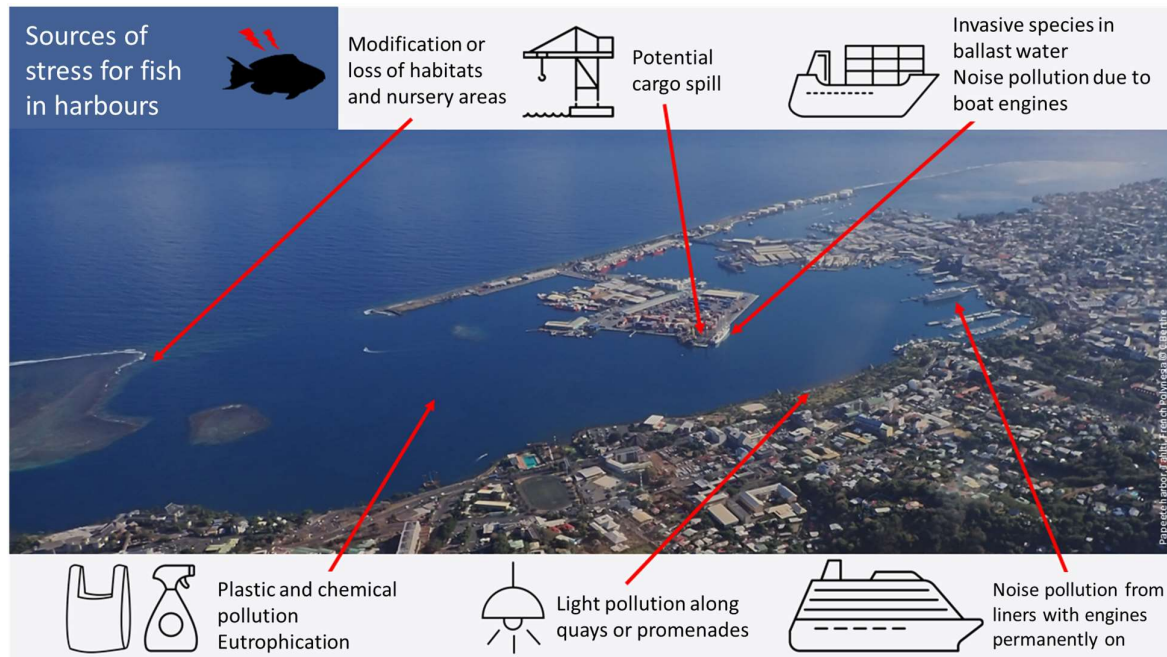 Sources of
stress for fish
in harbours
Modification or
loss of habitats
and nursery areas
Potential
cargo spill
Invasive species in
ballast water
Noise pollution due to
boat engines
Plastic and chemical
pollution
Eutrophication
Light pollution along
quays or promenades
Noise pollution from
liners with engines
permanently on